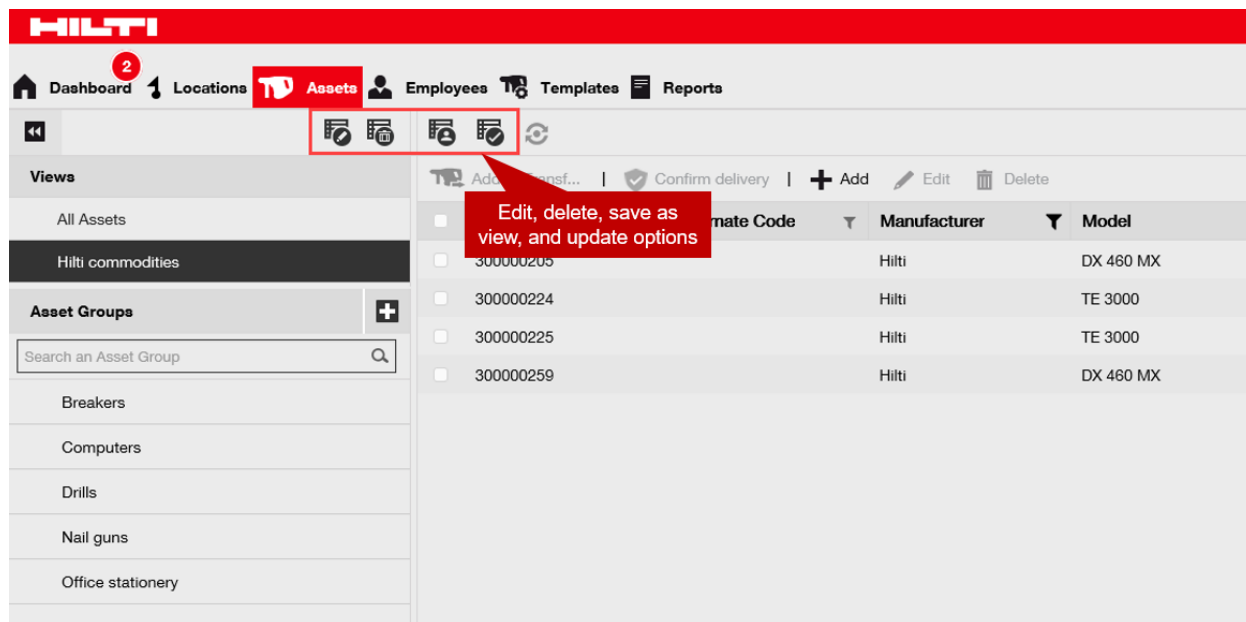 HILTI
2
Dashboard Locations Assets Employees Templates Reports
Views
All Assets
Hilti commodities
Asset Groups
Search an Asset Group
Breakers
Computers
Drills
Nail guns
Office stationery
Confirm delivery | Add Edit Delete
Edit, delete, save as
view, and update options
Code Manufacturer Model
300000205 Hilti DX 460 MX
300000224 Hilti TE 3000
300000225 Hilti TE 3000
300000259 Hilti DX 460 MX